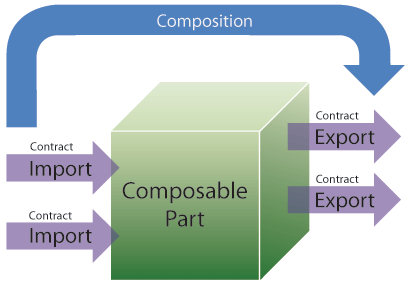 Composition
Contract
Import
Contract
Import
Composable
Part
Contract
Export
Contract
Export